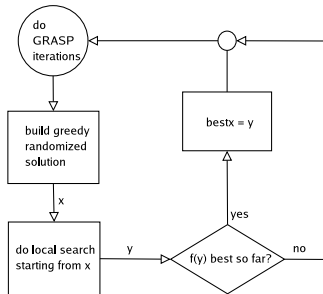 do
GRASP
iterations
build greedy
randomized
solution
x
do local search
starting from x
y
f(y) best so far?
no
yes
bestx = y